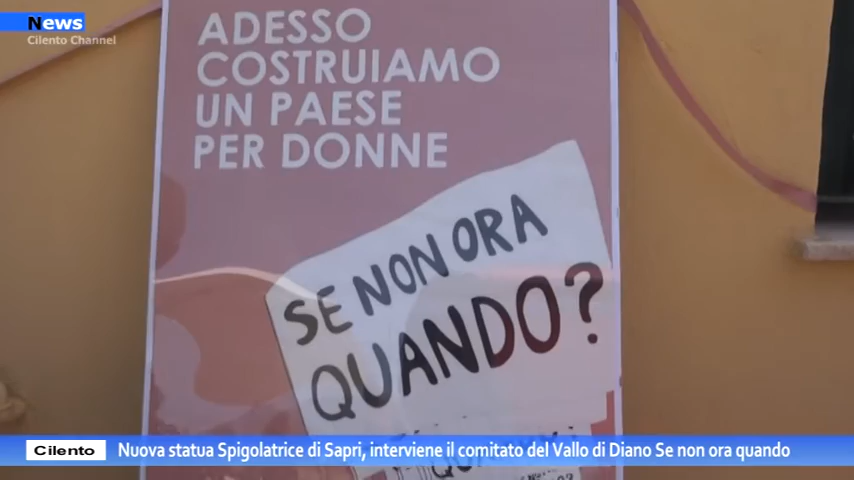 News
Cilento Channel
ADESSO
COSTRUIAMO
UN PAESE
PER DONNE
SE NON ORA
QUANDO?
Cilento
Nuova statua Spigolatrice di Sapri, interviene il comitato del Vallo di Diano Se non ora quando